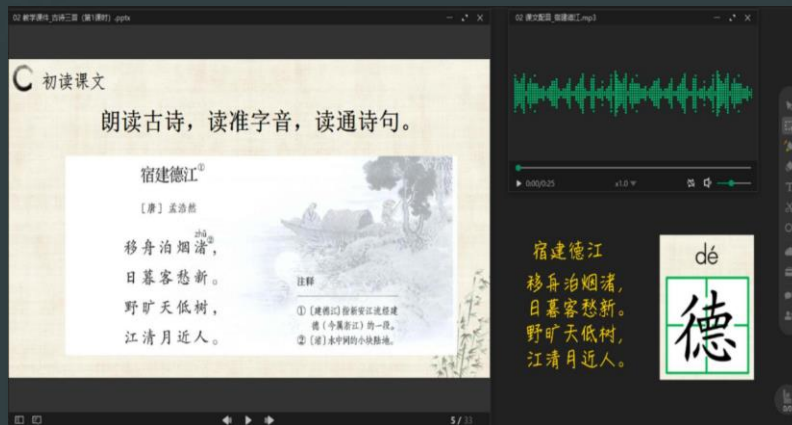 02 教学课件_古诗三首（第1课时）.pptx
初读课文
朗读古诗，读准字音，读通诗句。
宿建德江①
［唐］孟浩然
zhǔ
移舟泊烟渚②，
日暮客愁新。
野旷天低树，
江清月近人。
注释
①〔建德江〕指新安江流经建
德（今属浙江）的一段。
②〔渚〕水中间的小块陆地。
5 / 33
02 课文配音_宿建德江.mp3
0:00/0:25
x1.0
宿建德江
移舟泊烟渚，
日暮客愁新。
野旷天低树，
江清月近人。
dé
德